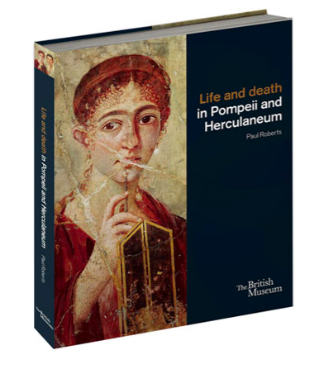 Life and death
in Pompeii and
Herculaneum
Paul Roberts
The British
Museum
Life and death in Pompeii and Herculaneum
Paul Roberts